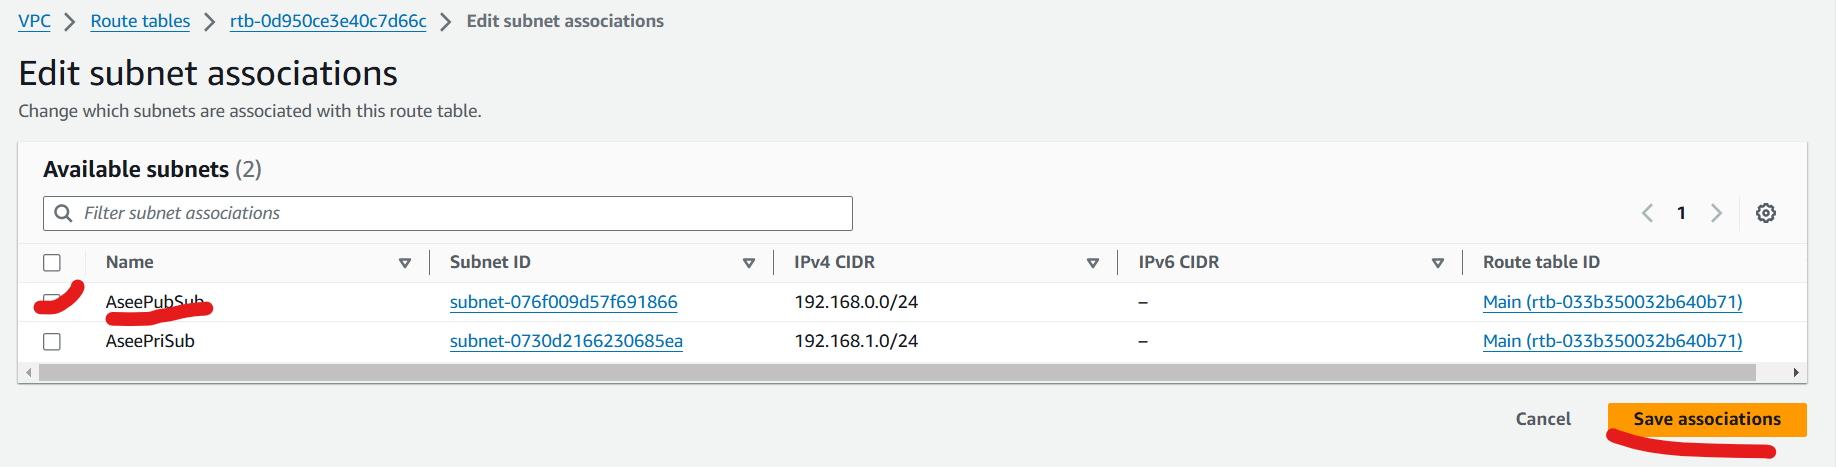 VPC > Route tables > rtb-0d950ce3e40c7d66c > Edit subnet associations
Edit subnet associations
Change which subnets are associated with this route table.
Available subnets (2)
Filter subnet associations
1
Name Subnet ID IPv4 CIDR IPv6 CIDR Route table ID
AseePubSub subnet-076f009d57f691866 192.168.0.0/24 – Main (rtb-033b350032b640b71)
AseePriSub subnet-0730d2166230685ea 192.168.1.0/24 – Main (rtb-033b350032b640b71)
Cancel Save associations